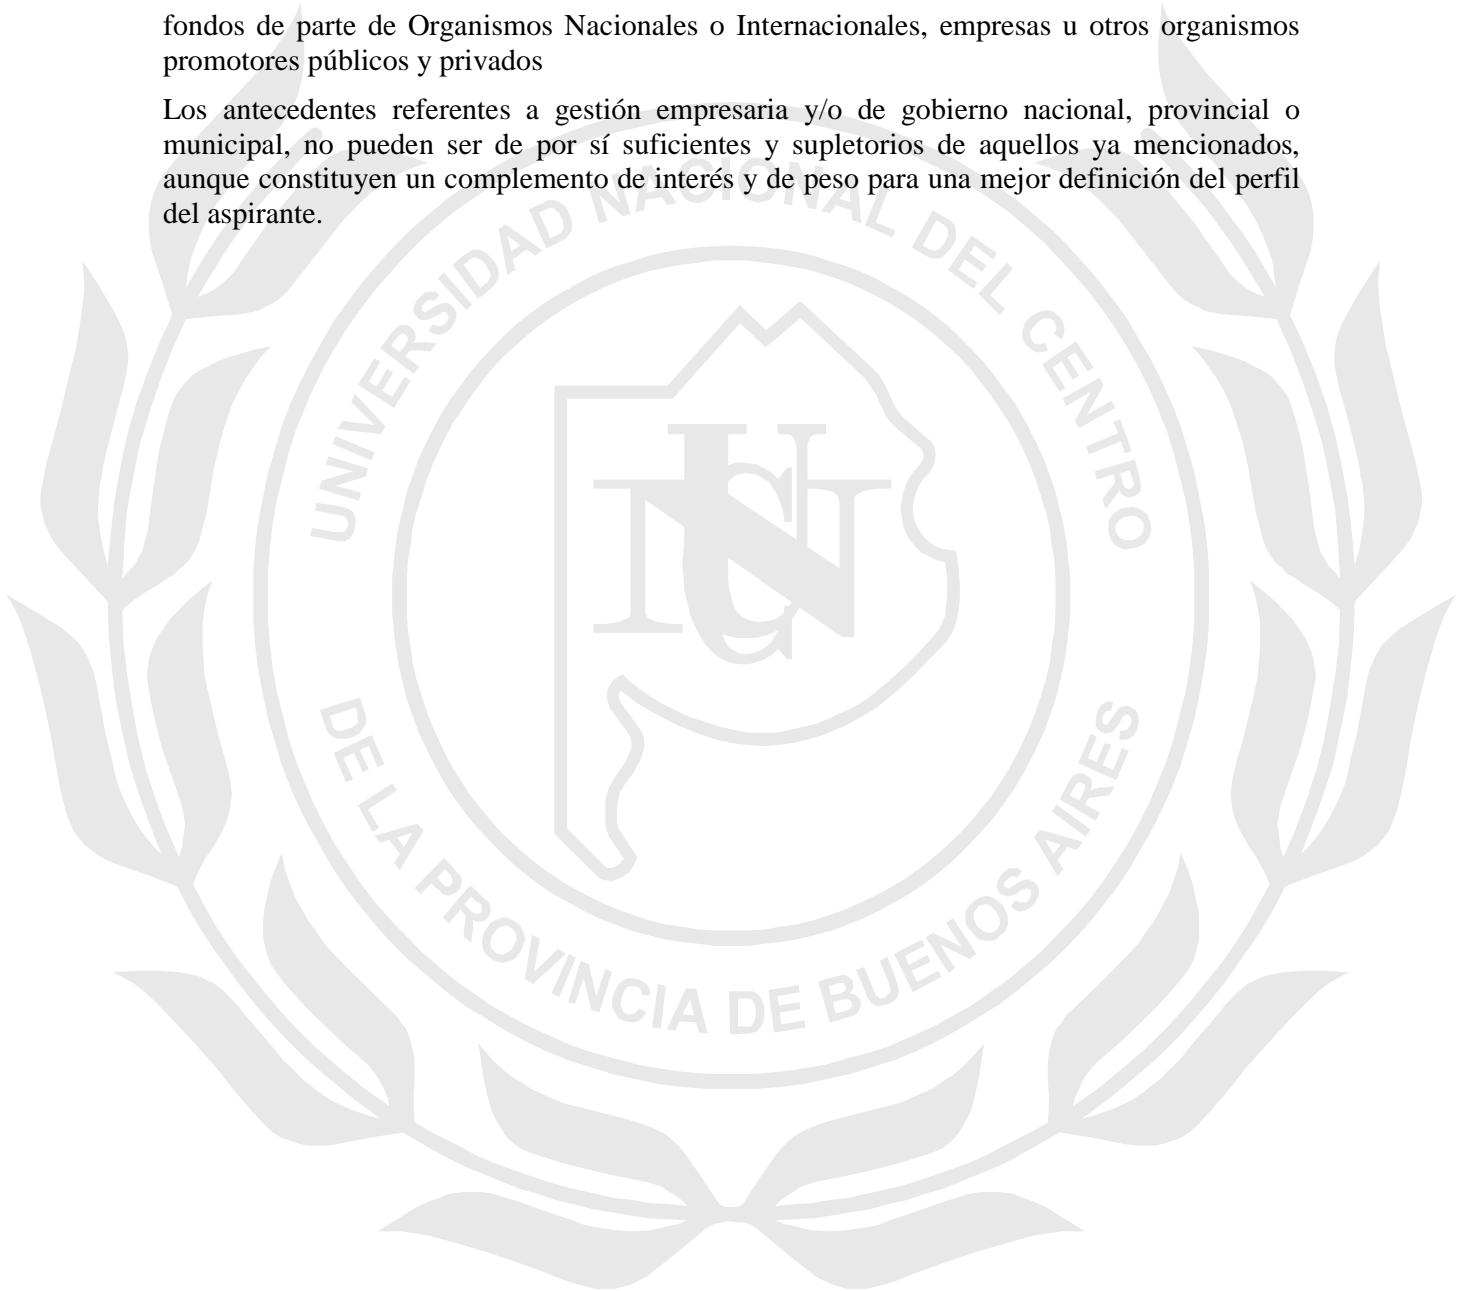 fondos de parte de Organismos Nacionales o Internacionales, empresas u otros organismos
promotores públicos y privados
Los antecedentes referentes a gestión empresaria y/o de gobierno nacional, provincial o
municipal, no pueden ser de por sí suficientes y supletorios de aquellos ya mencionados,
aunque constituyen un complemento de interés y de peso para una mejor definición del perfil
del aspirante.
UNIVERSIDAD NACIONAL DEL CENTRO
UNC
DE LA PROVINCIA DE BUENOS AIRES